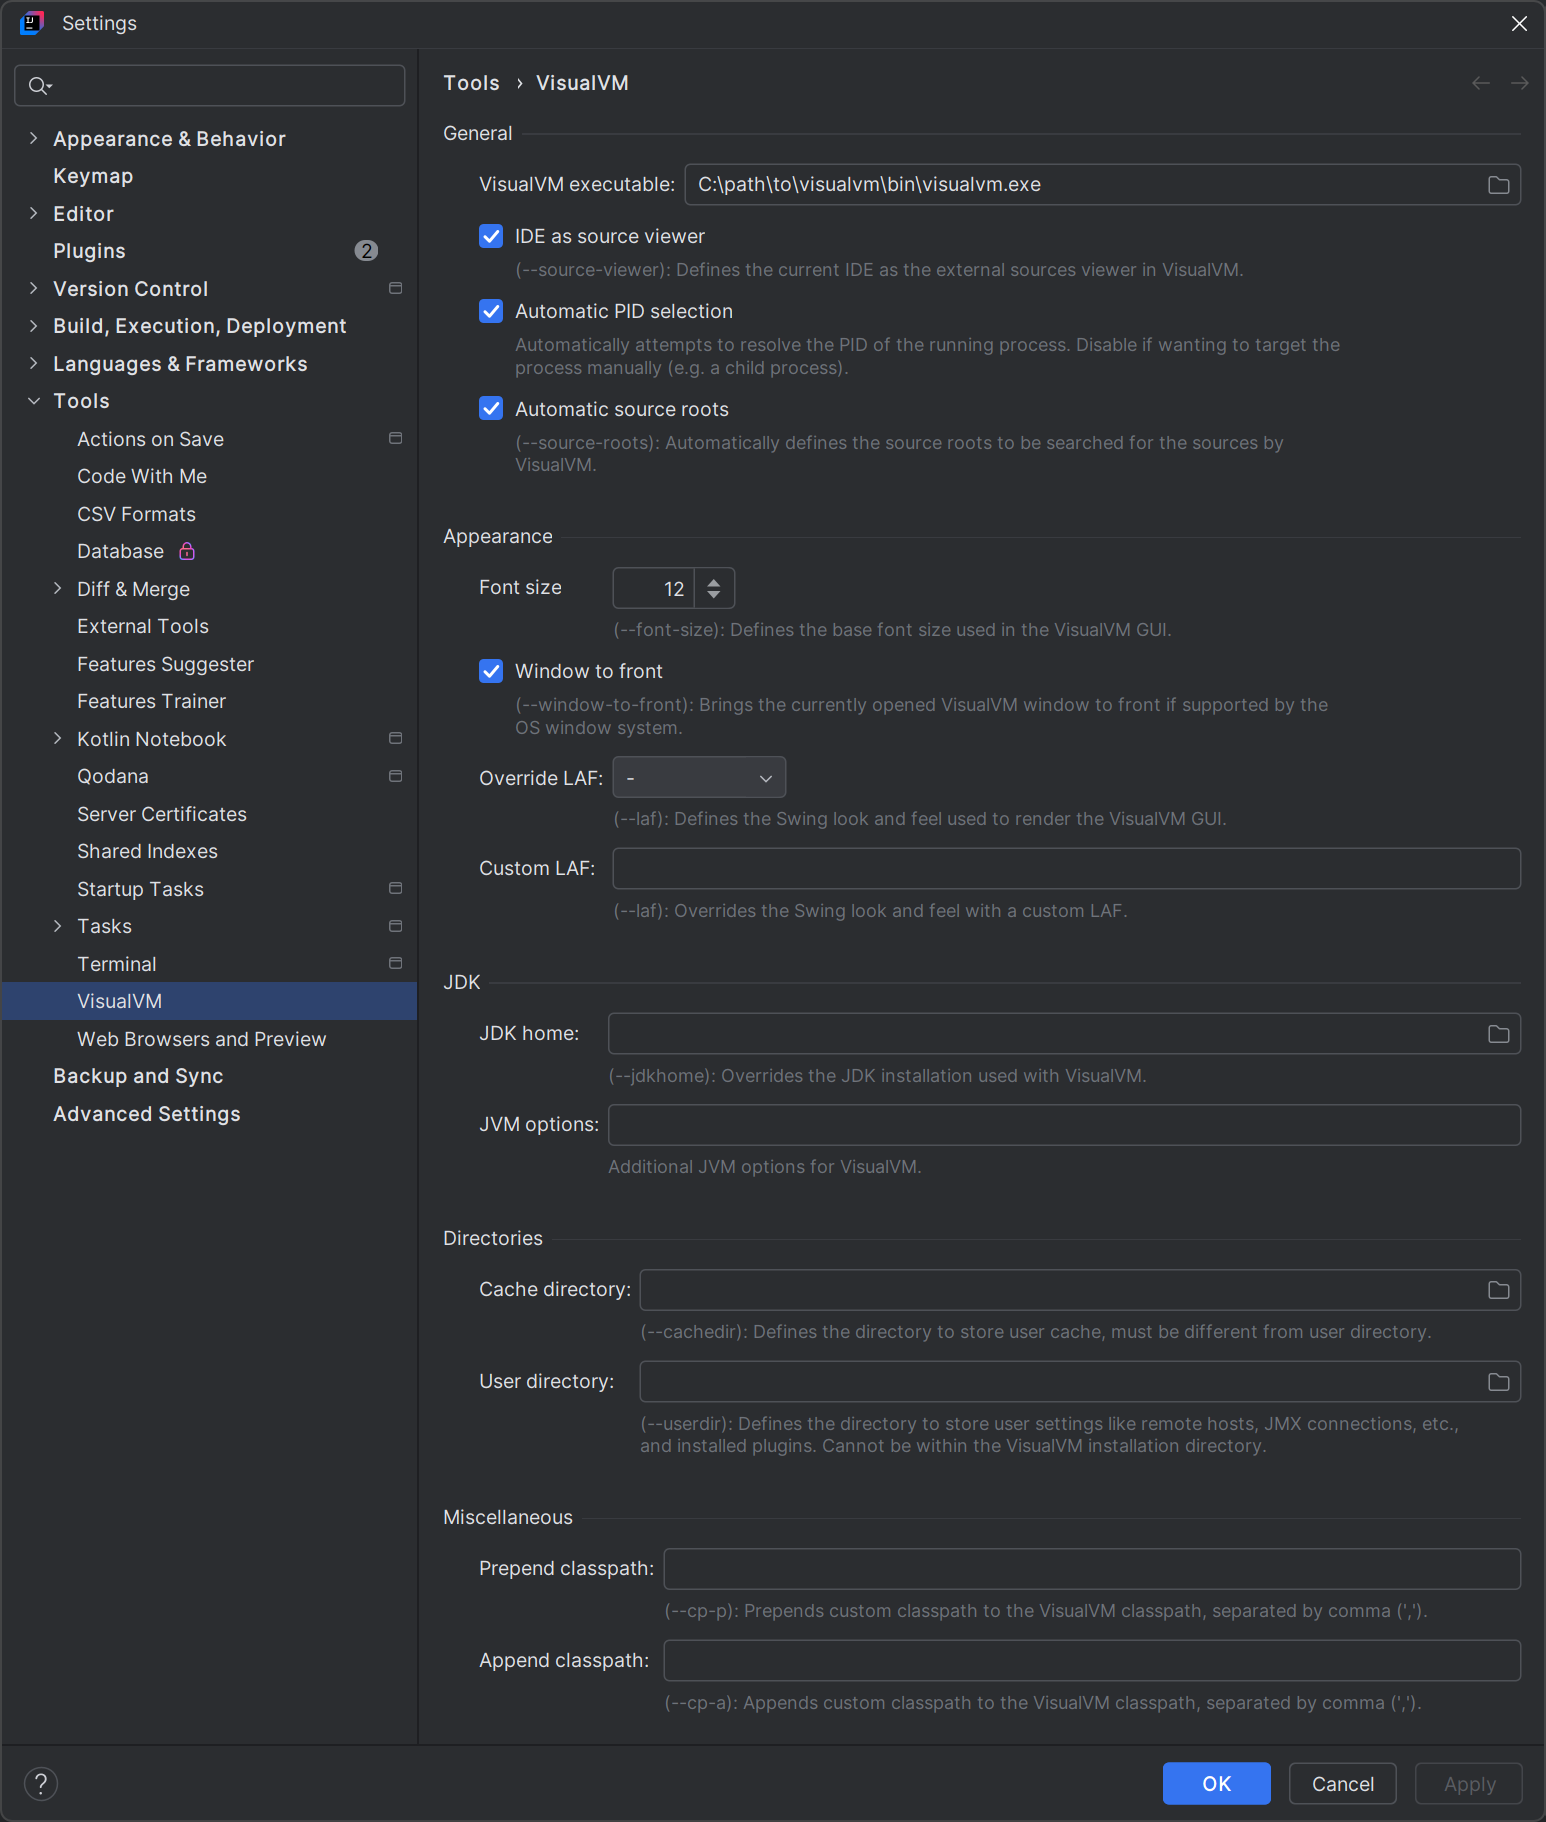 Settings
Appearance & Behavior
Keymap
Editor
Plugins 2
Version Control
Build, Execution, Deployment
Languages & Frameworks
Tools
Actions on Save
Code With Me
CSV Formats
Database
Diff & Merge
External Tools
Features Suggester
Features Trainer
Kotlin Notebook
Qodana
Server Certificates
Shared Indexes
Startup Tasks
Tasks
Terminal
VisualVM
Web Browsers and Preview
Backup and Sync
Advanced Settings
Tools › VisualVM
General
VisualVM executable: C:\path\to\visualvm\bin\visualvm.exe
IDE as source viewer
(--source-viewer): Defines the current IDE as the external sources viewer in VisualVM.
Automatic PID selection
Automatically attempts to resolve the PID of the running process. Disable if wanting to target the
process manually (e.g. a child process).
Automatic source roots
(--source-roots): Automatically defines the source roots to be searched for the sources by
VisualVM.
Appearance
Font size 12
(--font-size): Defines the base font size used in the VisualVM GUI.
Window to front
(--window-to-front): Brings the currently opened VisualVM window to front if supported by the
OS window system.
Override LAF: -
(--laf): Defines the Swing look and feel used to render the VisualVM GUI.
Custom LAF:
(--laf): Overrides the Swing look and feel with a custom LAF.
JDK
JDK home:
(--jdkhome): Overrides the JDK installation used with VisualVM.
JVM options:
Additional JVM options for VisualVM.
Directories
Cache directory:
(--cachedir): Defines the directory to store user cache, must be different from user directory.
User directory:
(--userdir): Defines the directory to store user settings like remote hosts, JMX connections, etc.,
and installed plugins. Cannot be within the VisualVM installation directory.
Miscellaneous
Prepend classpath:
(--cp-p): Prepends custom classpath to the VisualVM classpath, separated by comma (',').
Append classpath:
(--cp-a): Appends custom classpath to the VisualVM classpath, separated by comma (',').
? OK Cancel Apply